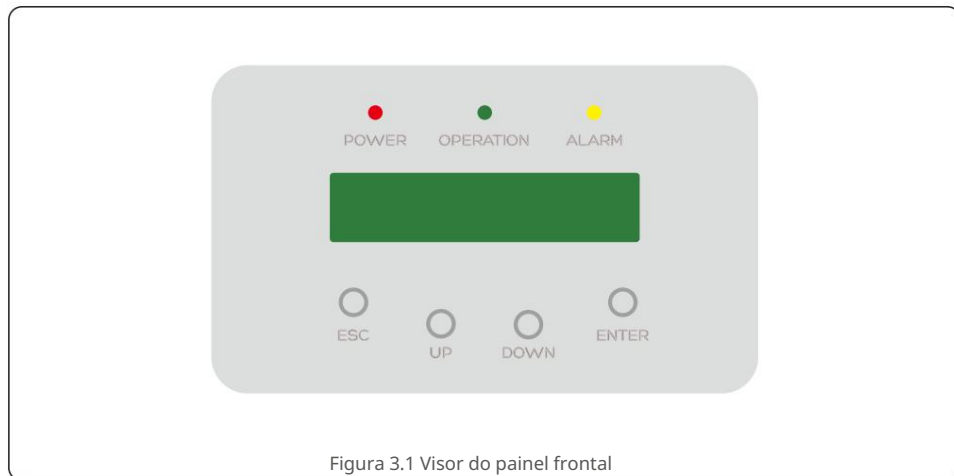 POWER OPERATION ALARM
ESC UP DOWN ENTER
Figura 3.1 Visor do painel frontal